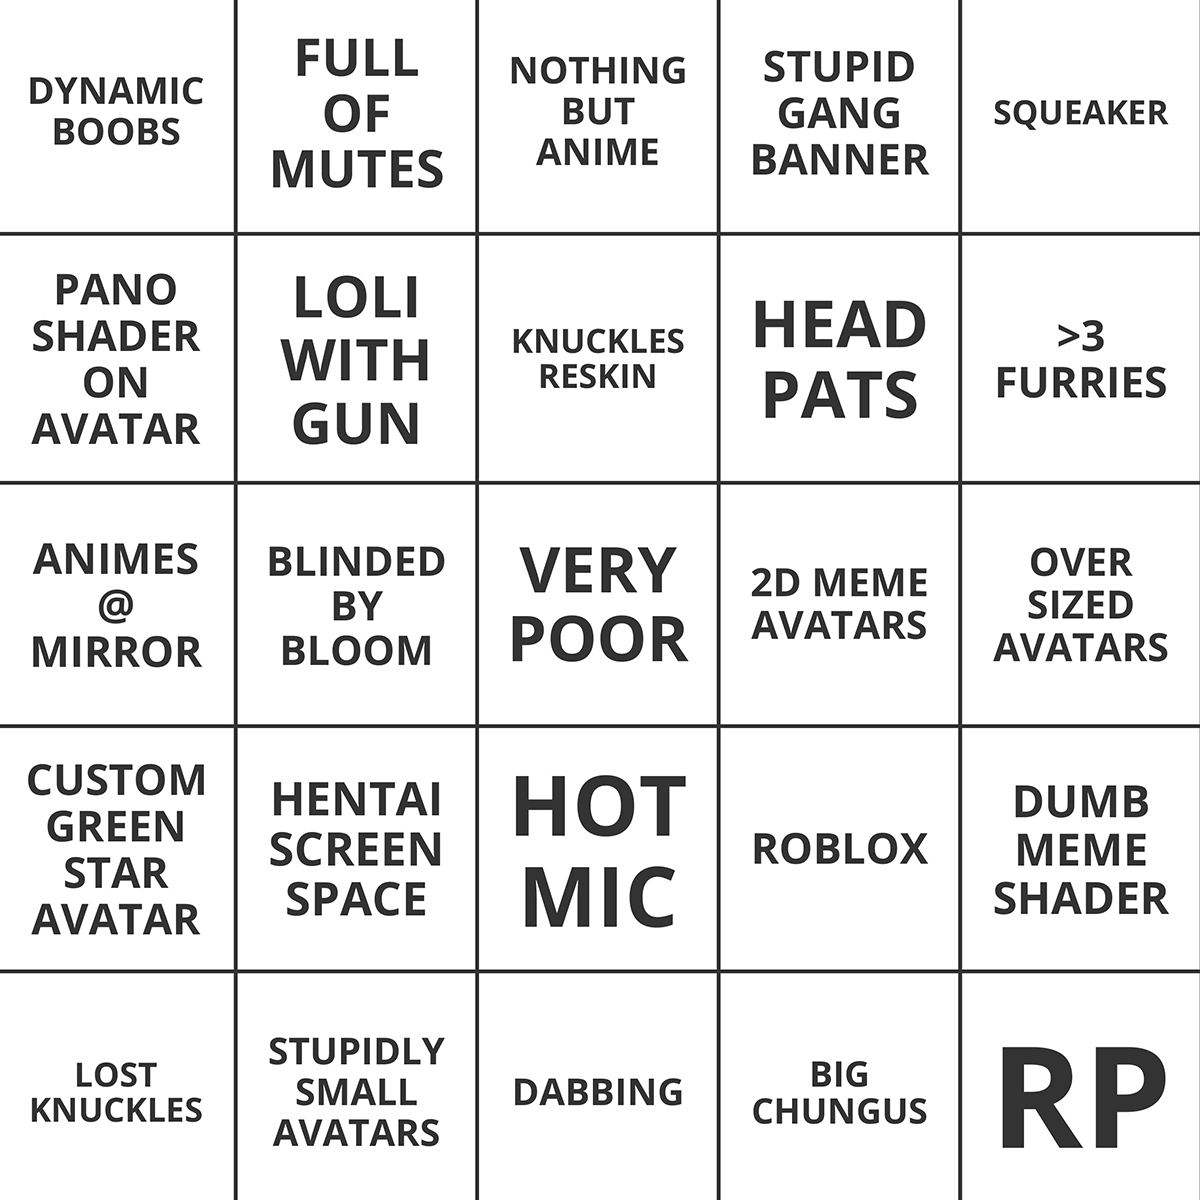 DYNAMIC
BOOBS
FULL
OF
MUTES
NOTHING
BUT
ANIME
STUPID
GANG
BANNER
SQUEAKER
PANO
SHADER
ON
AVATAR
LOLI
WITH
GUN
KNUCKLES
RESKIN
HEAD
PATS
>3
FURRIES
ANIMES
@
MIRROR
BLINDED
BY
BLOOM
VERY
POOR
2D MEME
AVATARS
OVER
SIZED
AVATARS
CUSTOM
GREEN
STAR
AVATAR
HENTAI
SCREEN
SPACE
HOT
MIC
ROBLOX
DUMB
MEME
SHADER
LOST
KNUCKLES
STUPIDLY
SMALL
AVATARS
DABBING
BIG
CHUNGUS
RP